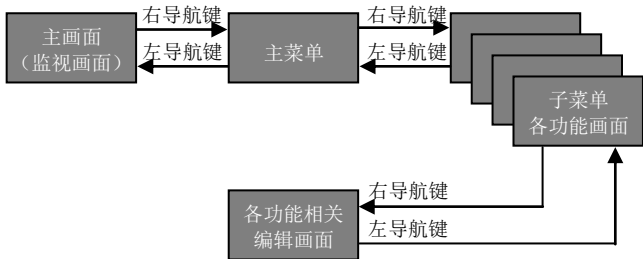 右导航键
右导航键
主画面
（监视画面）
左导航键
主菜单
左导航键
子菜单
各功能画面
右导航键
各功能相关
编辑画面
左导航键